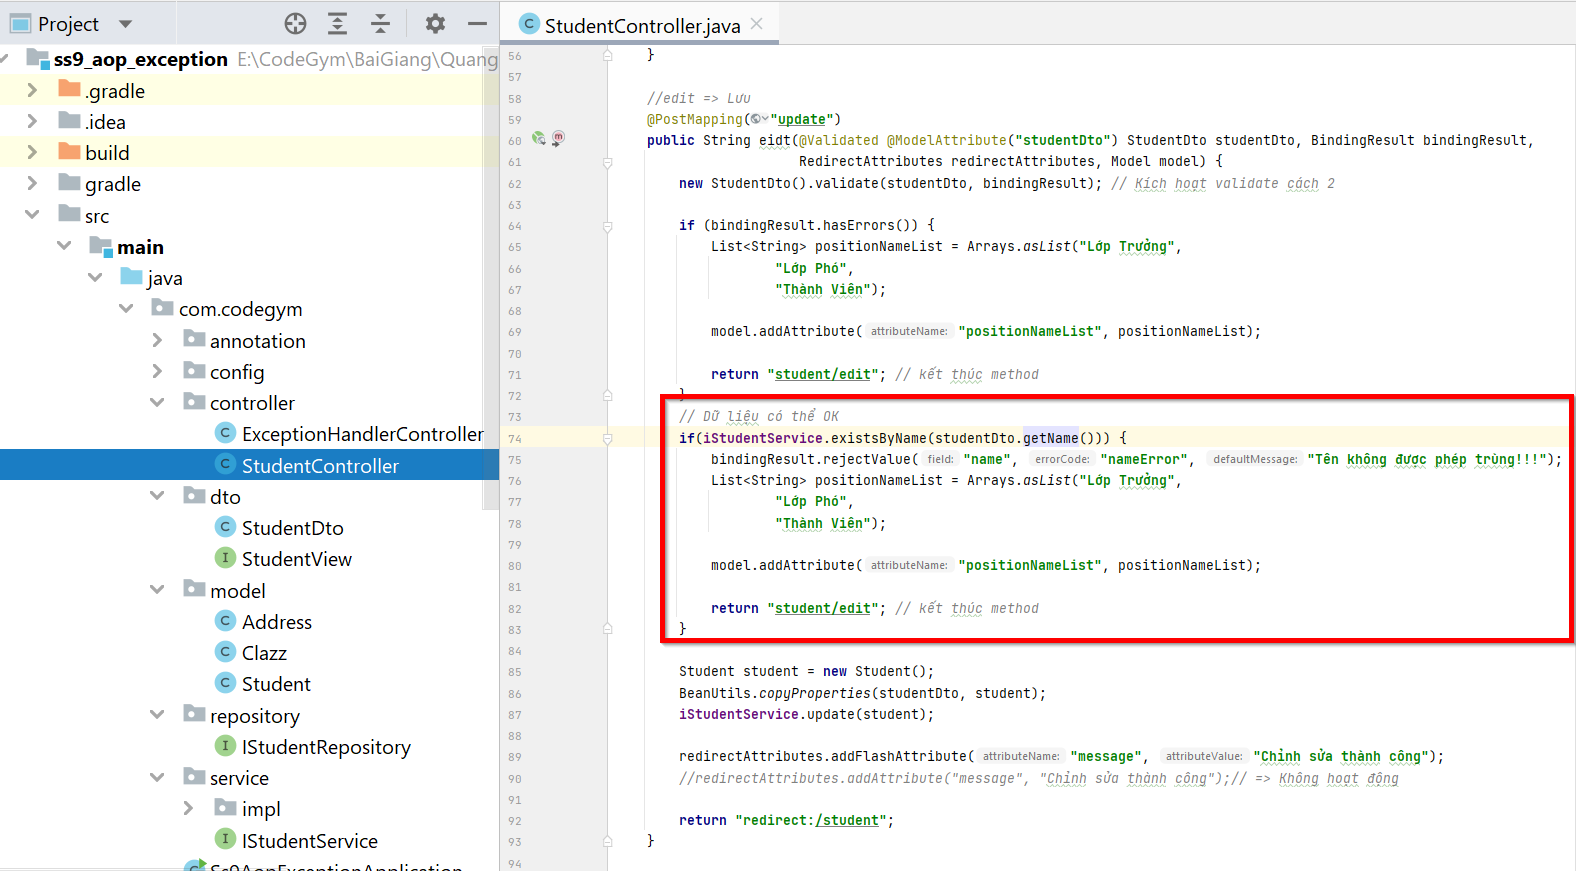 Project
StudentController.java
ss9_aop_exception E:\CodeGym\BaiGiang\Quang
.gradle
.idea
build
gradle
src
main
java
com.codegym
annotation
config
controller
ExceptionHandlerController
StudentController
dto
StudentDto
StudentView
model
Address
Clazz
Student
repository
IStudentRepository
service
impl
IStudentService
Ss9AopExceptionApplication
56 }
57
58 //edit => Lưu
59 @PostMapping("update")
60 public String eidt(@Validated @ModelAttribute("studentDto") StudentDto studentDto, BindingResult bindingResult,
61 RedirectAttributes redirectAttributes, Model model) {
62 new StudentDto().validate(studentDto, bindingResult); // Kích hoạt validate cách 2
63
64 if (bindingResult.hasErrors()) {
65 List<String> positionNameList = Arrays.asList("Lớp Trưởng",
66 "Lớp Phó",
67 "Thành Viên");
68
69 model.addAttribute( attributeName: "positionNameList", positionNameList);
70
71 return "student/edit"; // kết thúc method
72 }
73 // Dữ liệu có thể OK
74 if(iStudentService.existsByName(studentDto.getName())) {
75 bindingResult.rejectValue( field: "name", errorCode: "nameError", defaultMessage: "Tên không được phép trùng!!!");
76 List<String> positionNameList = Arrays.asList("Lớp Trưởng",
77 "Lớp Phó",
78 "Thành Viên");
79
80 model.addAttribute( attributeName: "positionNameList", positionNameList);
81
82 return "student/edit"; // kết thúc method
83 }
84
85 Student student = new Student();
86 BeanUtils.copyProperties(studentDto, student);
87 iStudentService.update(student);
88
89 redirectAttributes.addFlashAttribute( attributeName: "message", attributeValue: "Chỉnh sửa thành công");
90 //redirectAttributes.addAttribute("message", "Chỉnh sửa thành công");// => Không hoạt động
91
92 return "redirect:/student";
93 }
94